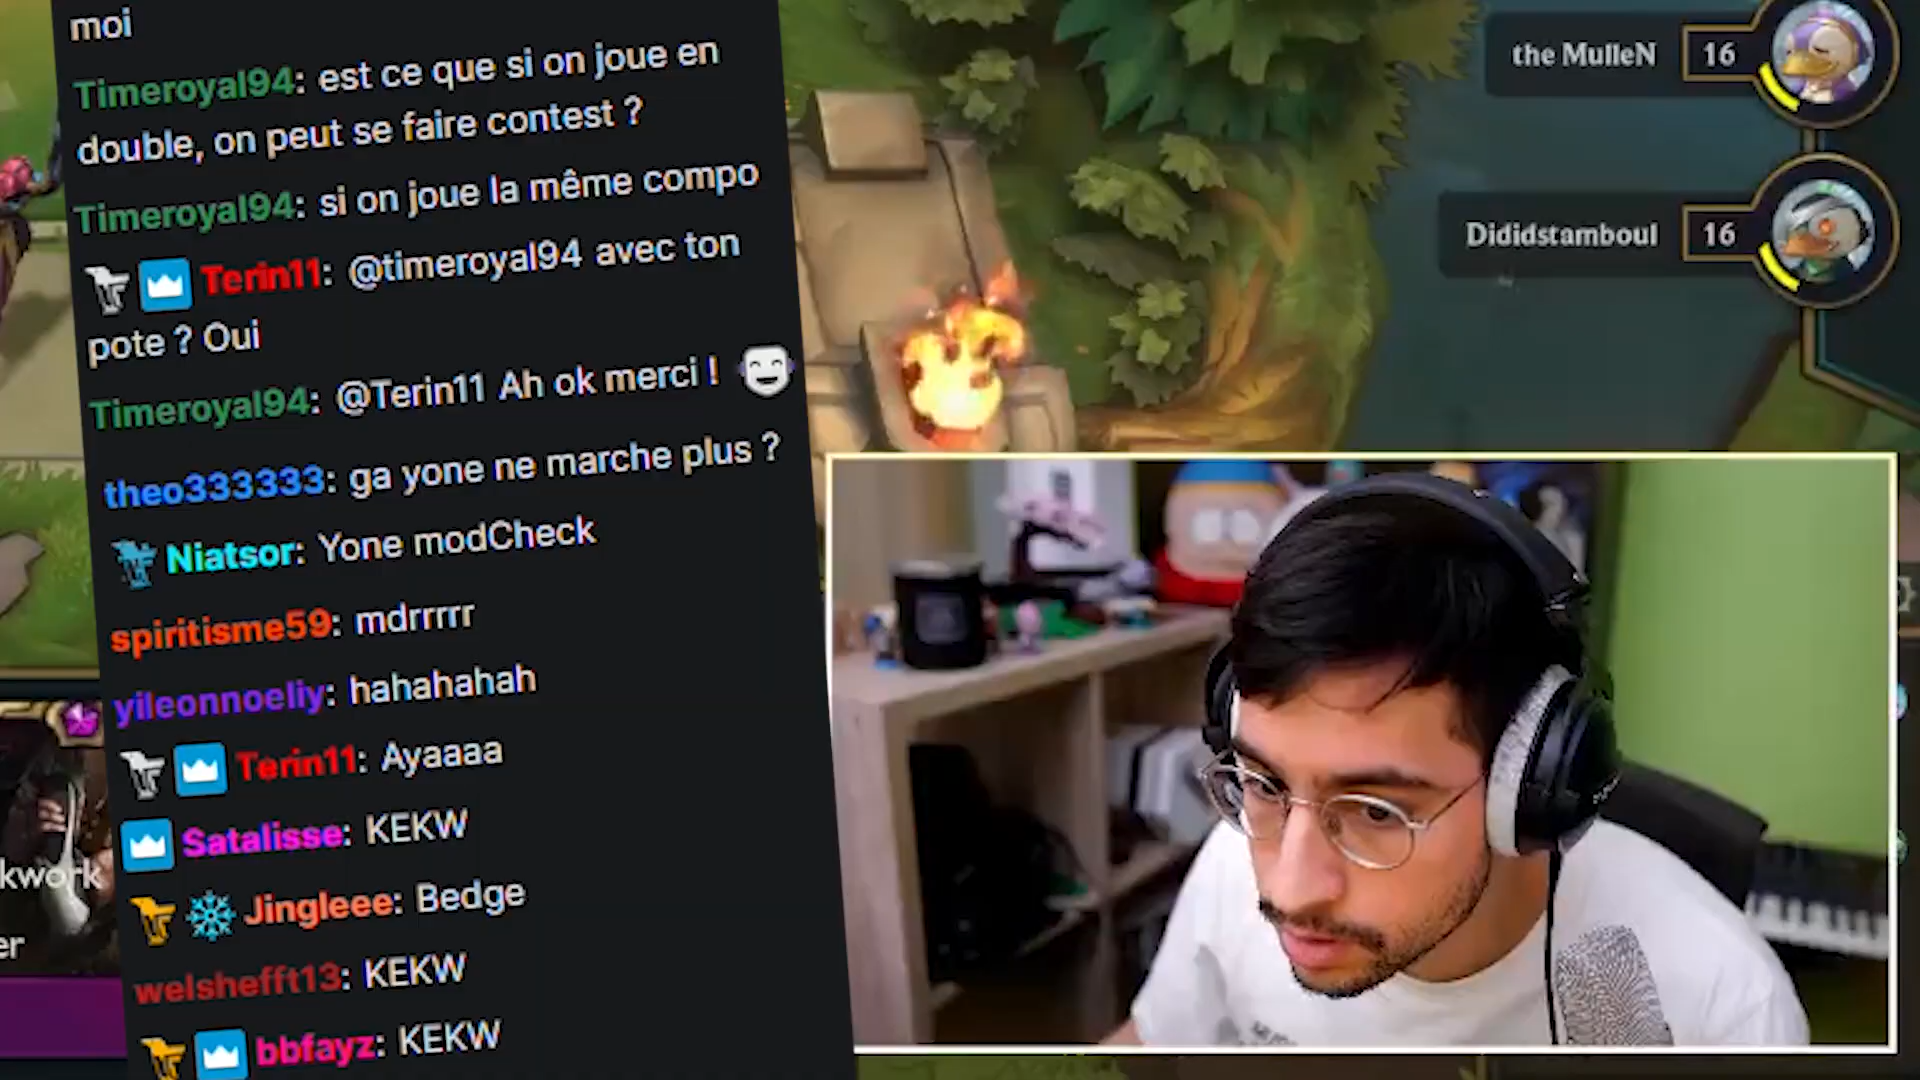 moi
Timeroyal94: est ce que si on joue en
double, on peut se faire contest ?
Timeroyal94: si on joue la même compo
Terin11: @timeroyal94 avec ton
pote ? Oui
Timeroyal94: @Terin11 Ah ok merci !
theo333333: ga yone ne marche plus ?
Niatsor: Yone modCheck
spiritisme59: mdrrrrr
yileonnoeliy: hahahahah
Terin11: Ayaaaa
Satalisse: KEKW
Jingleee: Bedge
welshefft13: KEKW
bbfayz: KEKW
the MulleN 16
Dididstamboul 16
kwork
er